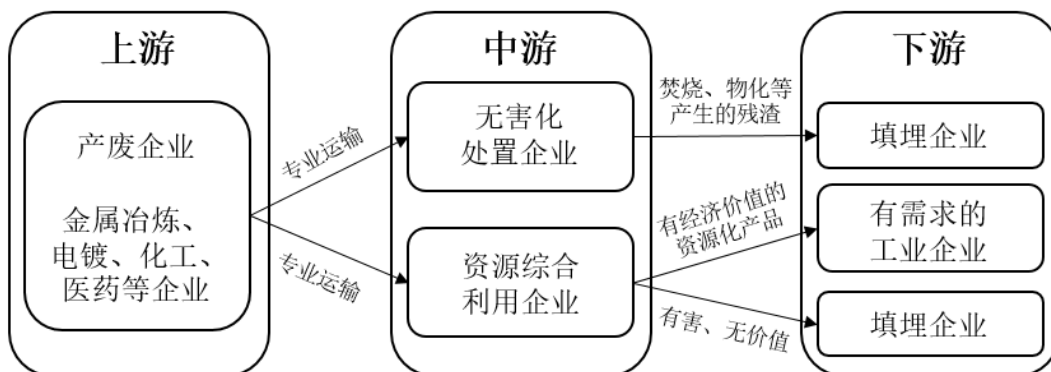 上游
产废企业
金属冶炼、
电镀、化工、
医药等企业
专业运输
专业运输
中游
无害化
处置企业
资源综合
利用企业
焚烧、物化等
产生的残渣
有经济价值的
资源化产品
有害、无价值
下游
填埋企业
有需求的
工业企业
填埋企业